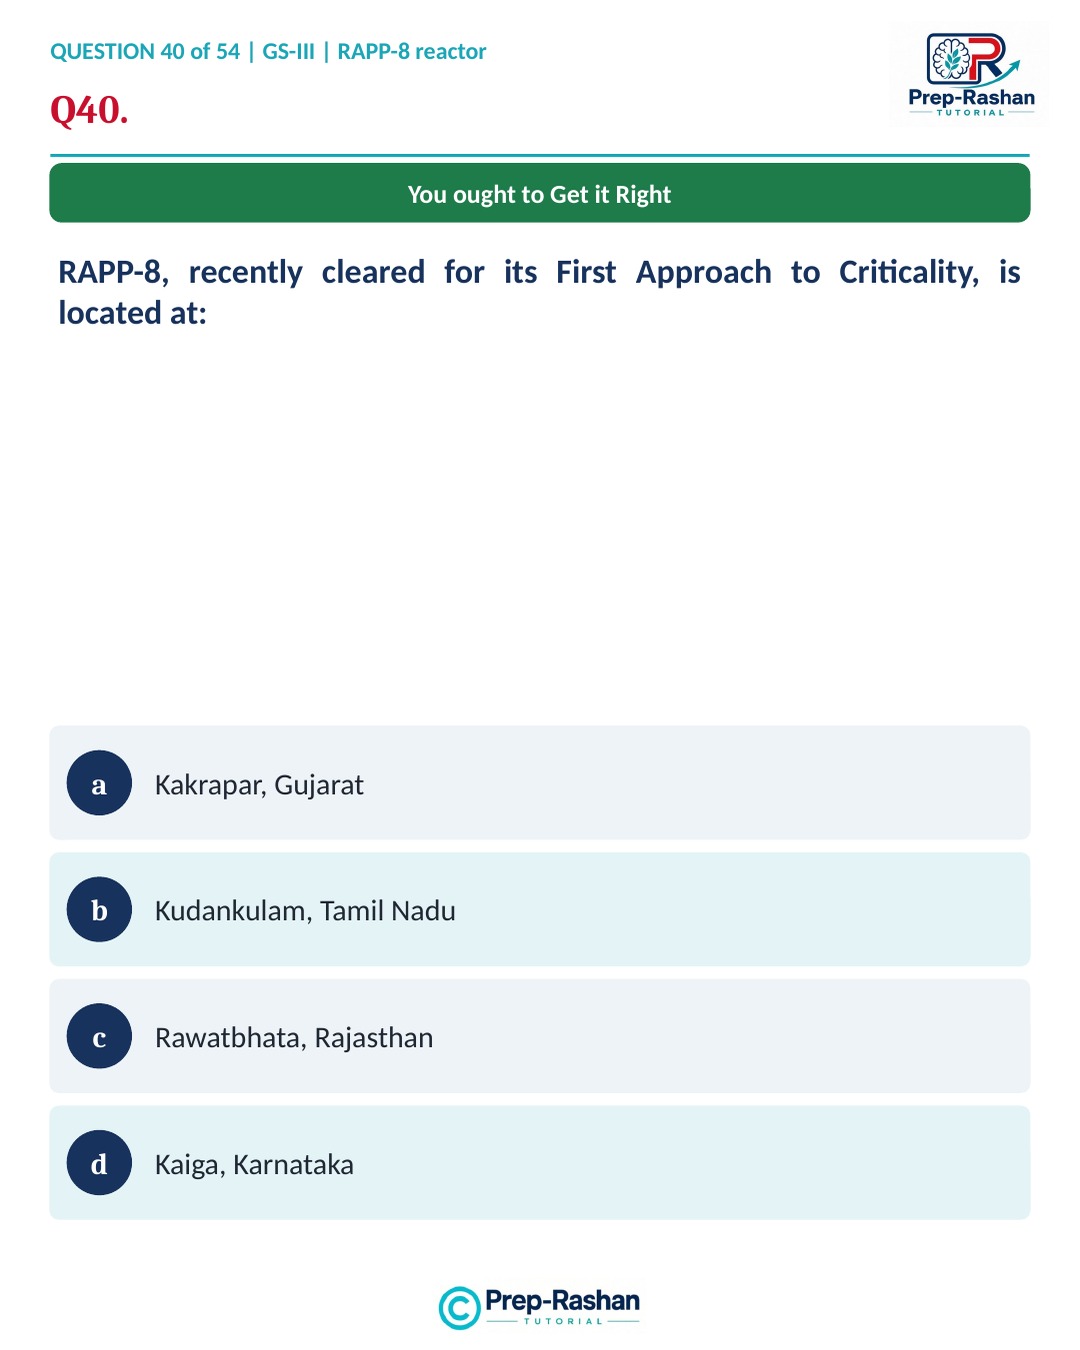 QUESTION 40 of 54 | GS-III | RAPP-8 reactor
Q40.
R
Prep-Rashan
TUTORIAL
You ought to Get it Right
RAPP-8, recently cleared for its First Approach to Criticality, is
located at:
a Kakrapar, Gujarat
b Kudankulam, Tamil Nadu
c Rawatbhata, Rajasthan
d Kaiga, Karnataka
© Prep-Rashan
TUTORIAL